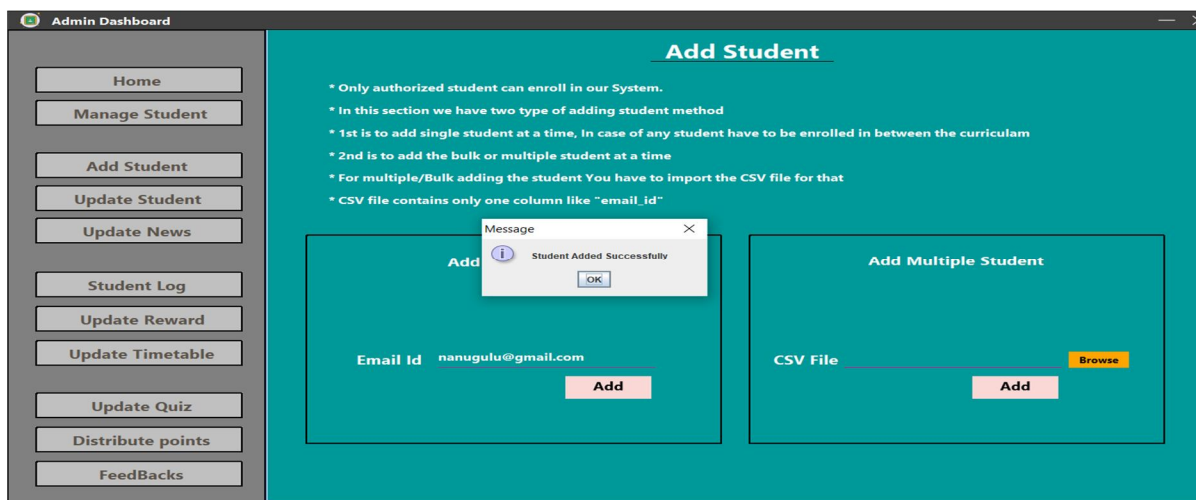 Admin Dashboard
Home
Manage Student
Add Student
Update Student
Update News
Student Log
Update Reward
Update Timetable
Update Quiz
Distribute points
FeedBacks
Add Student
* Only authorized student can enroll in our System.
* In this section we have two type of adding student method
* 1st is to add single student at a time, In case of any student have to be enrolled in between the curriculam
* 2nd is to add the bulk or multiple student at a time
* For multiple/Bulk adding the student You have to import the CSV file for that
* CSV file contains only one column like "email_id"
Message
Student Added Successfully
OK
Add
Email Id nanugulu@gmail.com
Add
Add Multiple Student
CSV File
Browse
Add